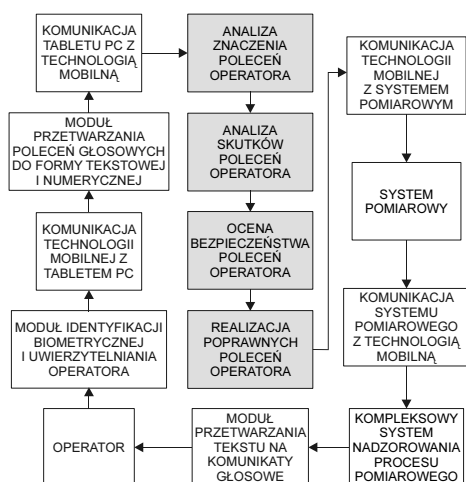 KOMUNIKACJA
TABLETU PC Z
TECHNOLOGIĄ
MOBILNĄ
MODUŁ
PRZETWARZANIA
POLECEŃ GŁOSOWYCH
DO FORMY TEKSTOWEJ
I NUMERYCZNEJ
KOMUNIKACJA
TECHNOLOGII
MOBILNEJ Z
TABLETEM PC
MODUŁ IDENTYFIKACJI
BIOMETRYCZNEJ
I UWIERZYTELNIANIA
OPERATORA
OPERATOR
ANALIZA
ZNACZENIA
POLECEŃ
OPERATORA
ANALIZA
SKUTKÓW
POLECEŃ
OPERATORA
OCENA
BEZPIECZEŃSTWA
POLECEŃ
OPERATORA
REALIZACJA
POPRAWNYCH
POLECEŃ
OPERATORA
MODUŁ
PRZETWARZANIA
TEKSTU NA
KOMUNIKATY
GŁOSOWE
KOMUNIKACJA
TECHNOLOGII
MOBILNEJ
Z SYSTEMEM
POMIAROWYM
SYSTEM
POMIAROWY
KOMUNIKACJA
SYSTEMU
POMIAROWEGO
Z TECHNOLOGIĄ
MOBILNĄ
KOMPLEKSOWY
SYSTEM
NADZOROWANIA
PROCESU
POMIAROWEGO